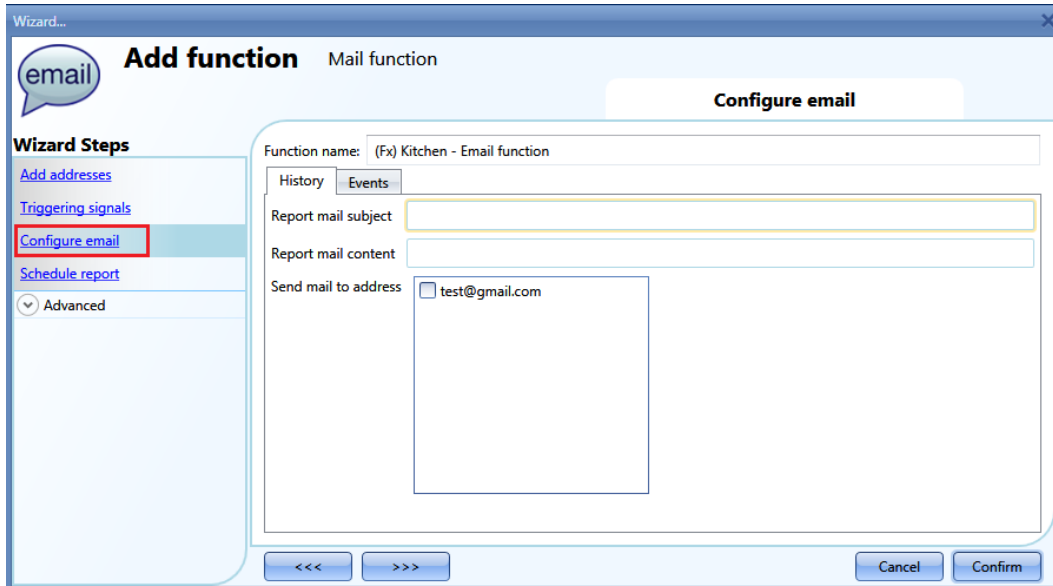 Wizard...
email
Add function
Mail function
Configure email
Wizard Steps
Add addresses
Triggering signals
Configure email
Schedule report
Advanced
Function name: (Fx) Kitchen - Email function
History Events
Report mail subject
Report mail content
Send mail to address
test@gmail.com
<<< >>> Cancel Confirm